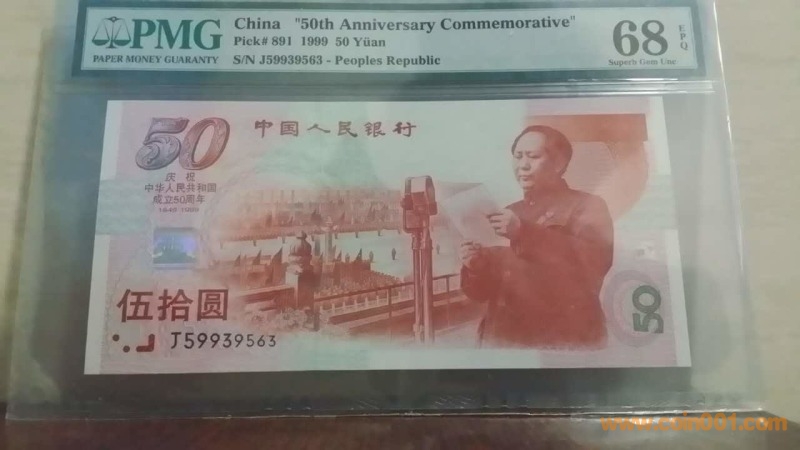 PMG
PAPER MONEY GUARANTY
China "50th Anniversary Commemorative"
Pick# 891 1999 50 Yüan
S/N J59939563 - Peoples Republic
68
EPQ
Superb Gem Unc
50
中国人民银行
庆祝
中华人民共和国
成立50周年
1949-1999
伍拾圆
J59939563
50
www.coin001.com